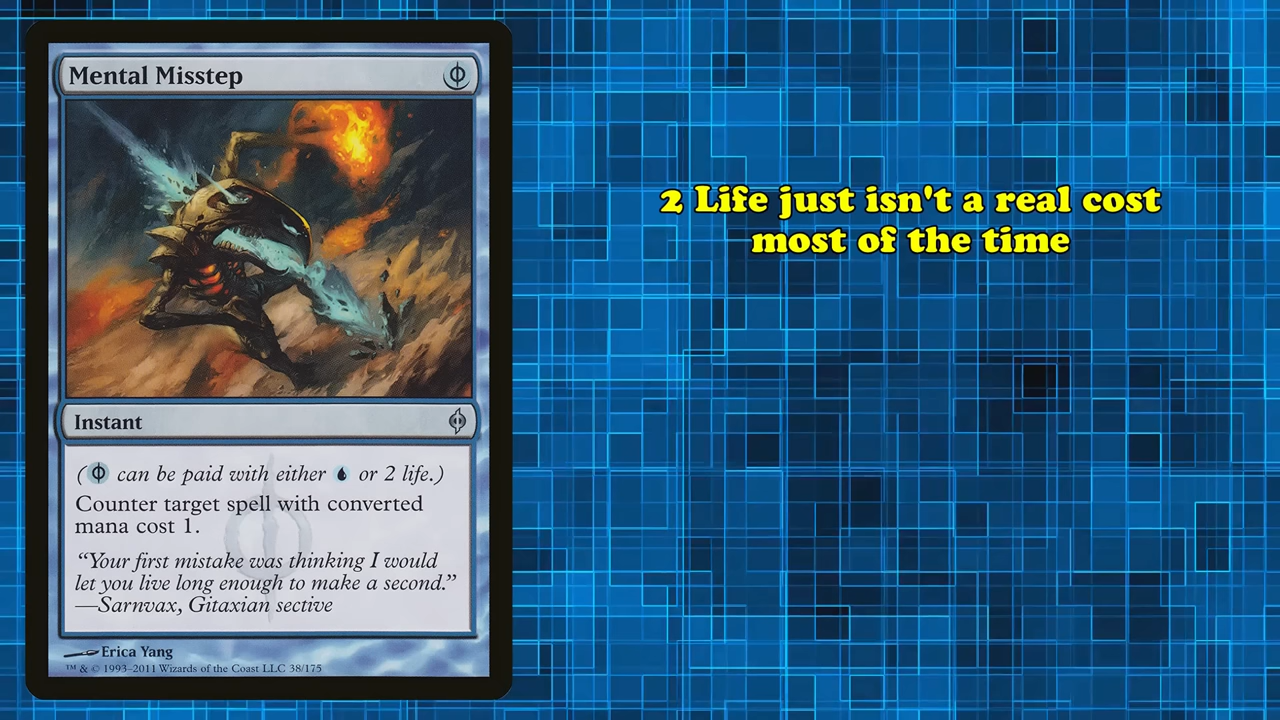 Mental Misstep
2 Life just isn't a real cost
most of the time
Instant
( can be paid with either or 2 life.)
Counter target spell with converted
mana cost 1.
“Your first mistake was thinking I would
let you live long enough to make a second.”
—Sarnvax, Gitaxian sective
Erica Yang
™ & © 1993–2011 Wizards of the Coast LLC 38/175